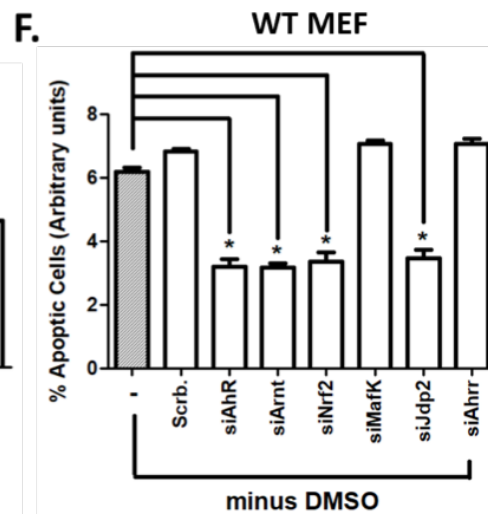 F.
WT MEF
% Apoptic Cells (Arbitrary units)
8
6
4
2
0
* * * *
- Scrb. siAhR siArnt siNrf2 siMafK siJdp2 siAhrr
minus DMSO